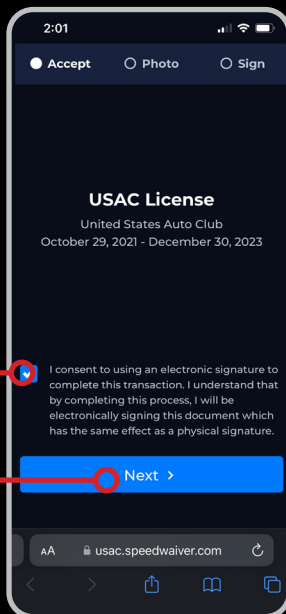 2:01
Accept Photo Sign
USAC License
United States Auto Club
October 29, 2021 - December 30, 2023
I consent to using an electronic signature to
complete this transaction. I understand that
by completing this process, I will be
electronically signing this document which
has the same effect as a physical signature.
Next >
AA usac.speedwaiver.com